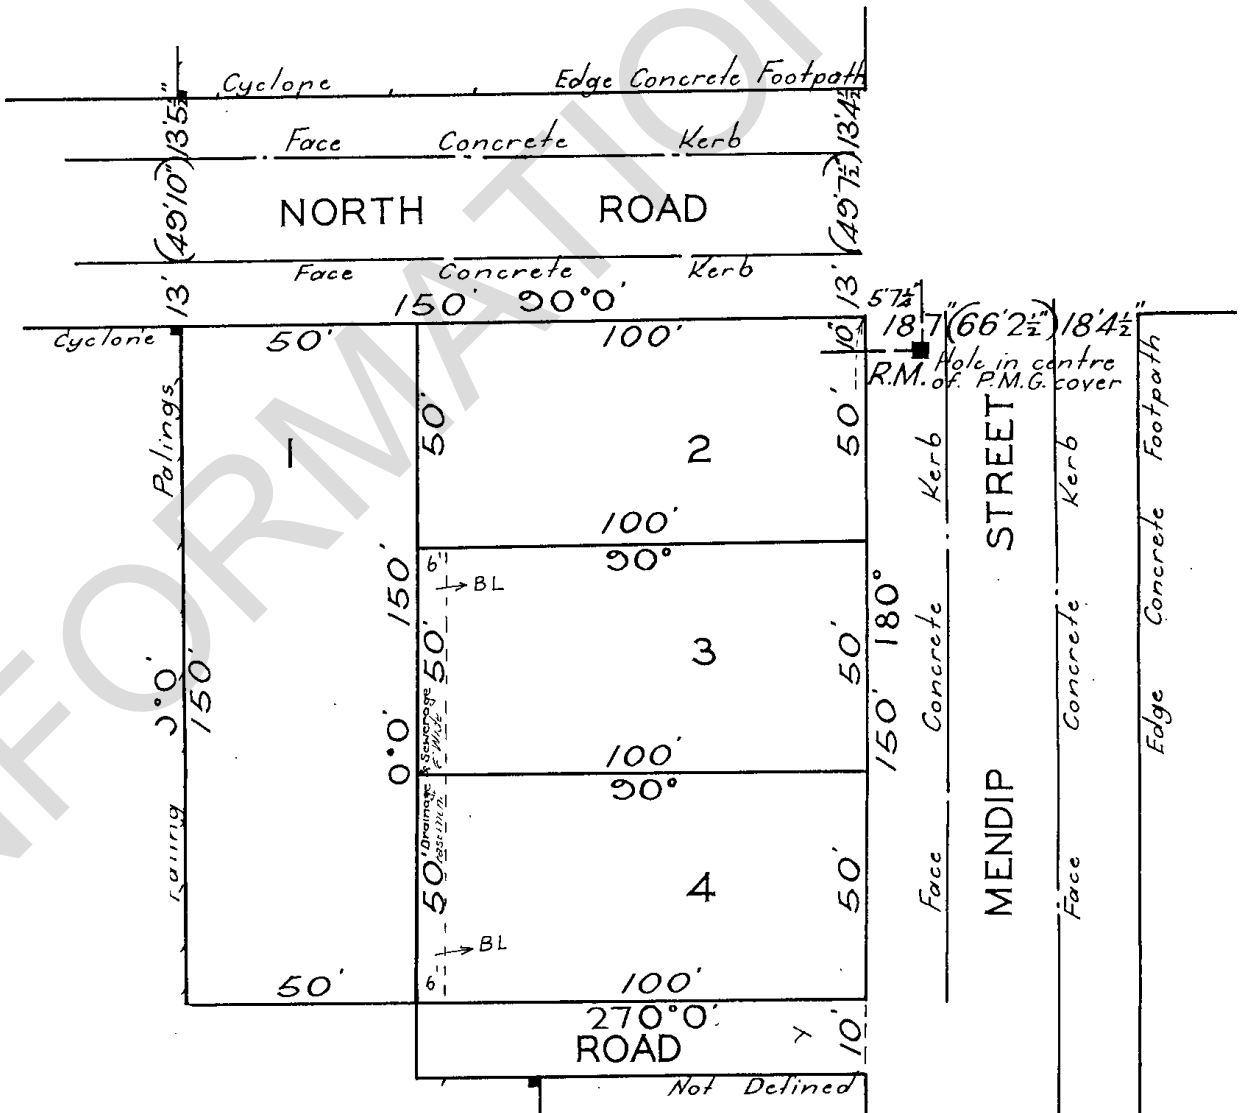 INFORMATION
Cyclone Edge Concrete Footpath
13'5½" 13'4½"
Face Concrete Kerb
(49'10") (49'7½")
NORTH ROAD
Face Concrete Kerb
13' 13'
150' 90°0'
5'7½"
18'7" (66'2½") 18'4½"
Cyclone
50' 100' 10"
R.M. Hole in centre
of P.M.G. cover
Palings
1
50'
2
50'
100'
90°
6'
→ BL
150'
0°0'
50'
3
50'
150' 180°
0°0'
150'
Drainage & Sewerage
Easement 6' Wide
100'
90°
Paling
50'
4
50'
→ BL
6'
50' 100'
270°0'
ROAD
Y
10'
Not Defined
Face Concrete Kerb
MENDIP STREET
Face Concrete Kerb
Edge Concrete Footpath